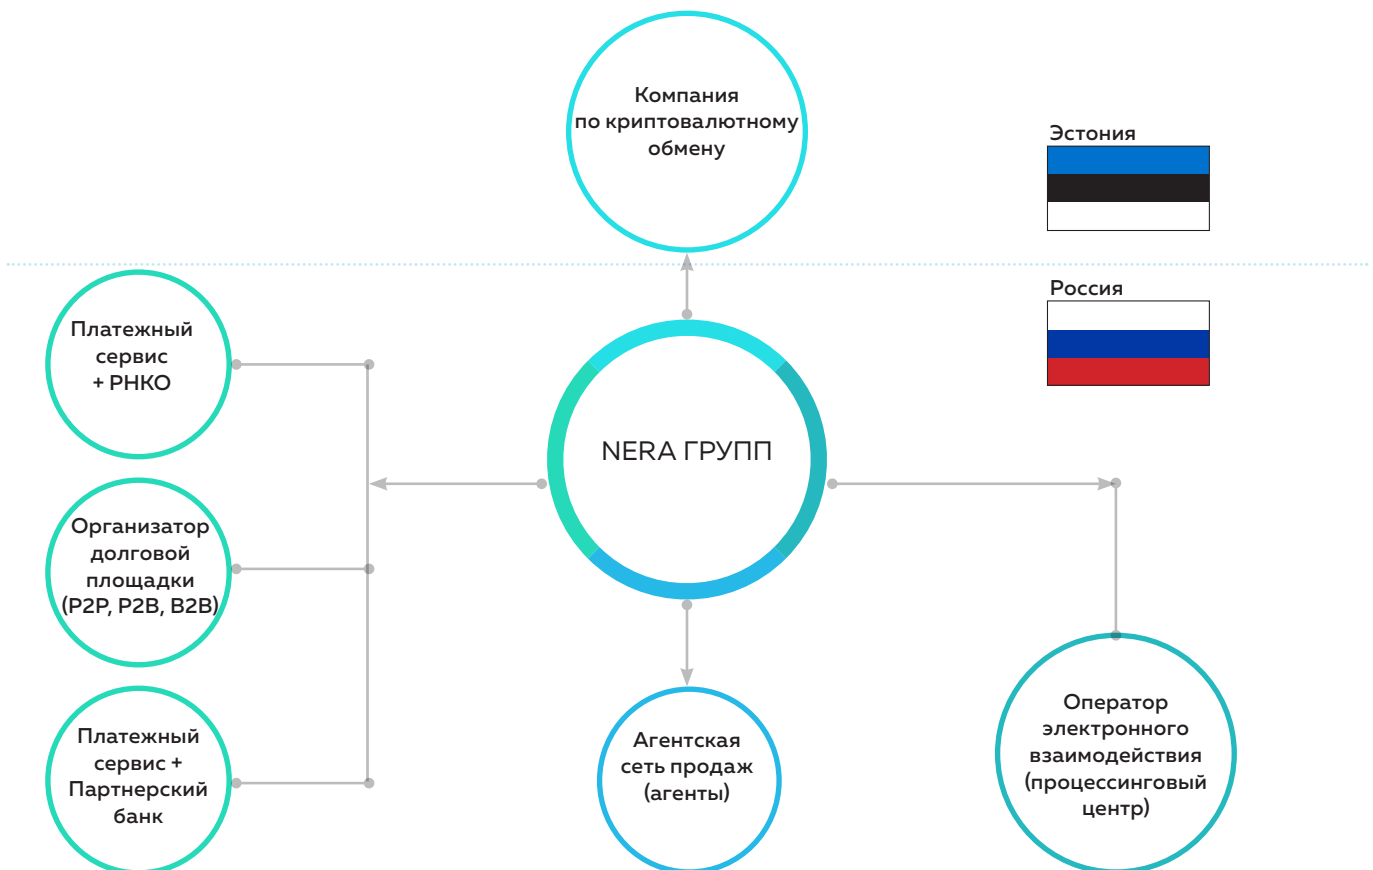 Компания
по криптовалютному
обмену
Эстония
Россия
Платежный
сервис
+ РНКО
NERA ГРУПП
Организатор
долговой
площадки
(P2P, P2B, B2B)
Платежный
сервис +
Партнерский
банк
Агентская
сеть продаж
(агенты)
Оператор
электронного
взаимодействия
(процессинговый
центр)